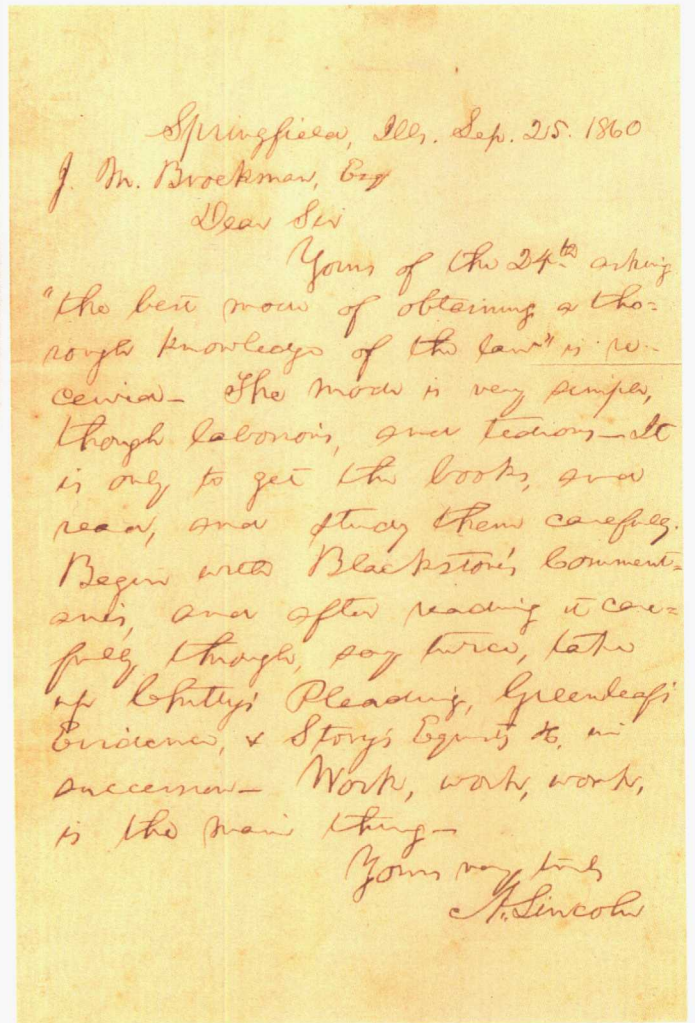 Springfield, Ills. Sep. 25. 1860
J. M. Brockman, Esq
Dear Sir
Yours of the 24th asking
"the best mode of obtaining a tho=
rough knowledge of the law" is re-
ceived— The mode is very simple,
though laborious, and tedious— It
is only to get the books, and
read, and study them carefully.
Begin with Blackstone's Comment=
aries, and after reading it care=
fully through, say twice, take
up Chitty's Pleading, Greenleaf's
Evidence, & Story's Equity &c, in
succession— Work, work, work,
is the main thing—
Yours very truly
A. Lincoln